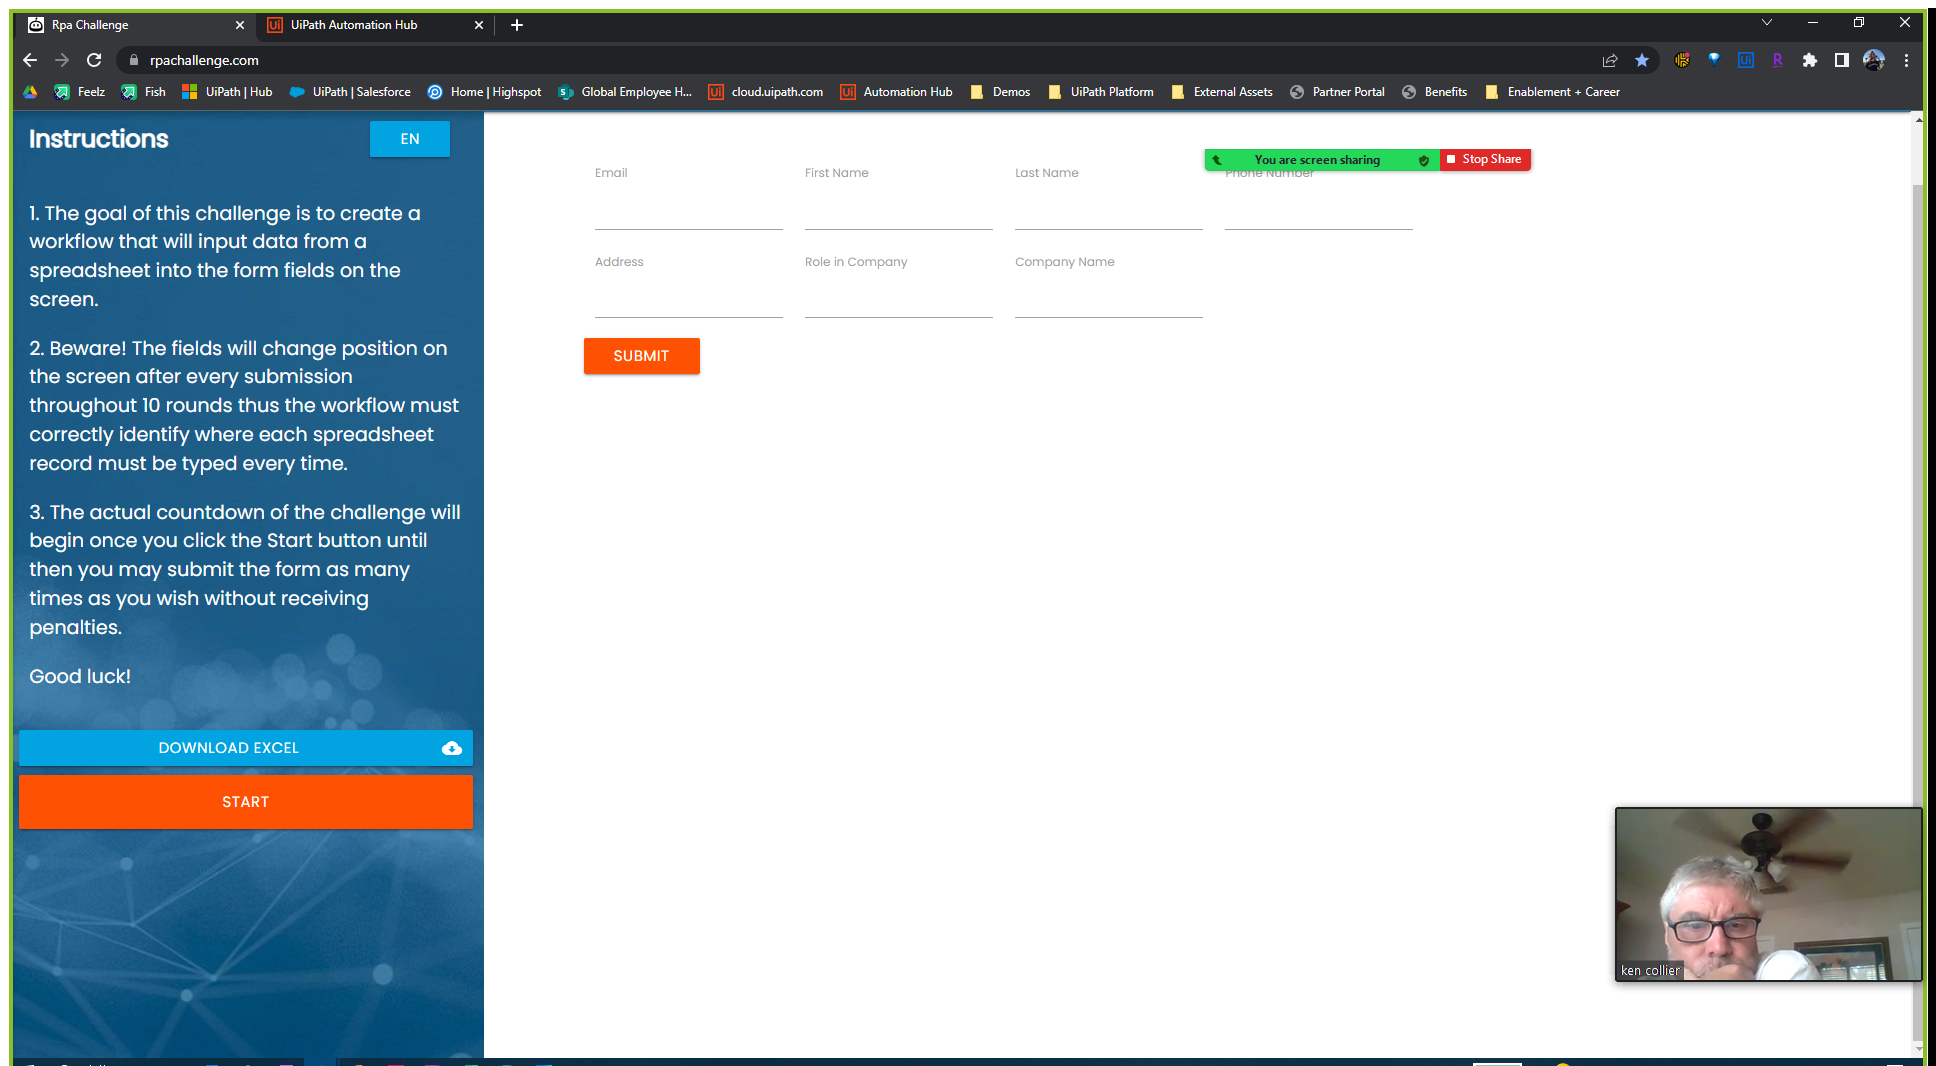 Rpa Challenge
UiPath Automation Hub
rpachallenge.com
Feelz Fish UiPath | Hub UiPath | Salesforce Home | Highspot Global Employee H... cloud.uipath.com Automation Hub Demos UiPath Platform External Assets Partner Portal Benefits Enablement + Career
Instructions
EN
1. The goal of this challenge is to create a
workflow that will input data from a
spreadsheet into the form fields on the
screen.
2. Beware! The fields will change position on
the screen after every submission
throughout 10 rounds thus the workflow must
correctly identify where each spreadsheet
record must be typed every time.
3. The actual countdown of the challenge will
begin once you click the Start button until
then you may submit the form as many
times as you wish without receiving
penalties.
Good luck!
DOWNLOAD EXCEL
START
You are screen sharing Stop Share
Email First Name Last Name Phone Number
Address Role in Company Company Name
SUBMIT
ken collier